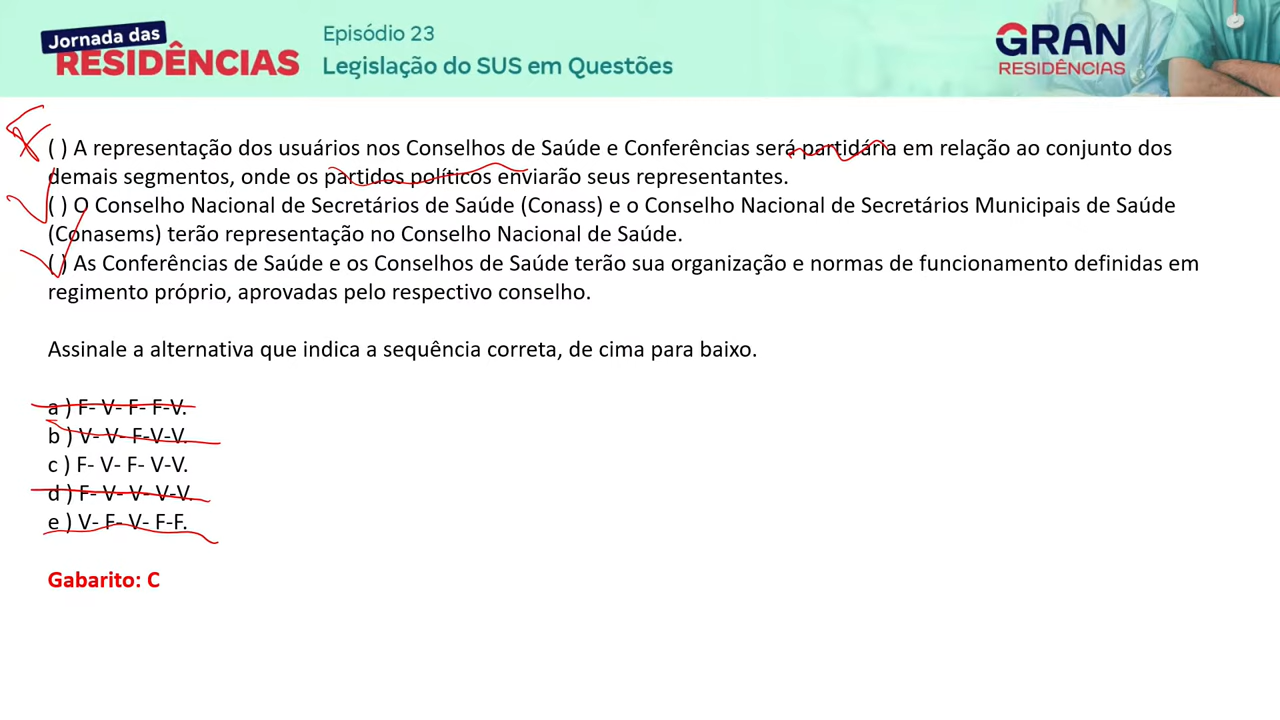 Jornada das
RESIDÊNCIAS
Episódio 23
Legislação do SUS em Questões
GRAN
RESIDÊNCIAS
F
( ) A representação dos usuários nos Conselhos de Saúde e Conferências será partidária em relação ao conjunto dos
demais segmentos, onde os partidos políticos enviarão seus representantes.
( ) O Conselho Nacional de Secretários de Saúde (Conass) e o Conselho Nacional de Secretários Municipais de Saúde
(Conasems) terão representação no Conselho Nacional de Saúde.
( ) As Conferências de Saúde e os Conselhos de Saúde terão sua organização e normas de funcionamento definidas em
regimento próprio, aprovadas pelo respectivo conselho.
Assinale a alternativa que indica a sequência correta, de cima para baixo.
a ) F- V- F- F-V.
b ) V- V- F-V-V.
c ) F- V- F- V-V.
d ) F- V- V- V-V.
e ) V- F- V- F-F.
Gabarito: C